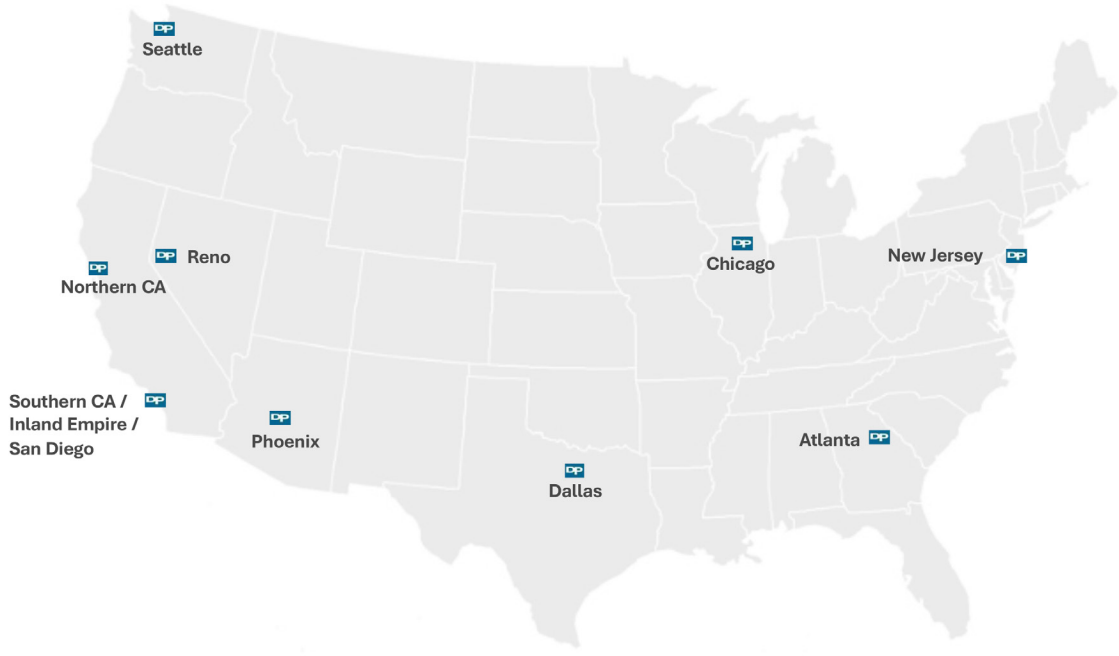 DP
Seattle
DP
Reno
DP
Northern CA
DP
Chicago
New Jersey
DP
Southern CA /
DP
Inland Empire /
San Diego
DP
Phoenix
Atlanta
DP
DP
Dallas